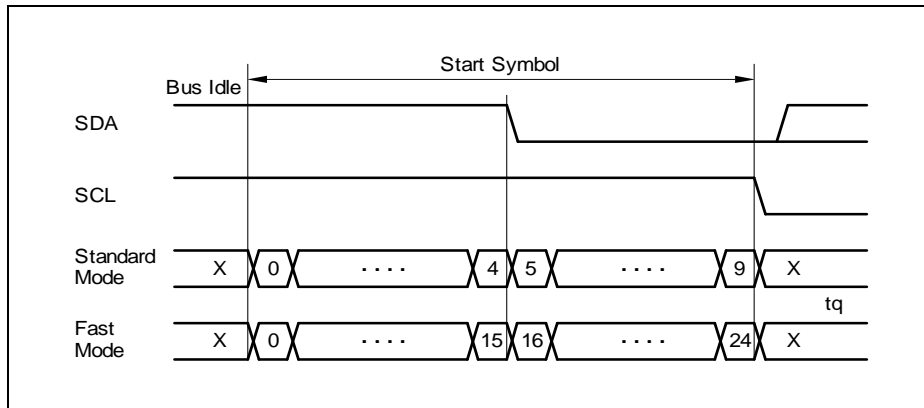 Start Symbol
Bus Idle
SDA
SCL
Standard Mode X 0 .... 4 5 .... 9 X
tq
Fast Mode X 0 .... 15 16 .... 24 X